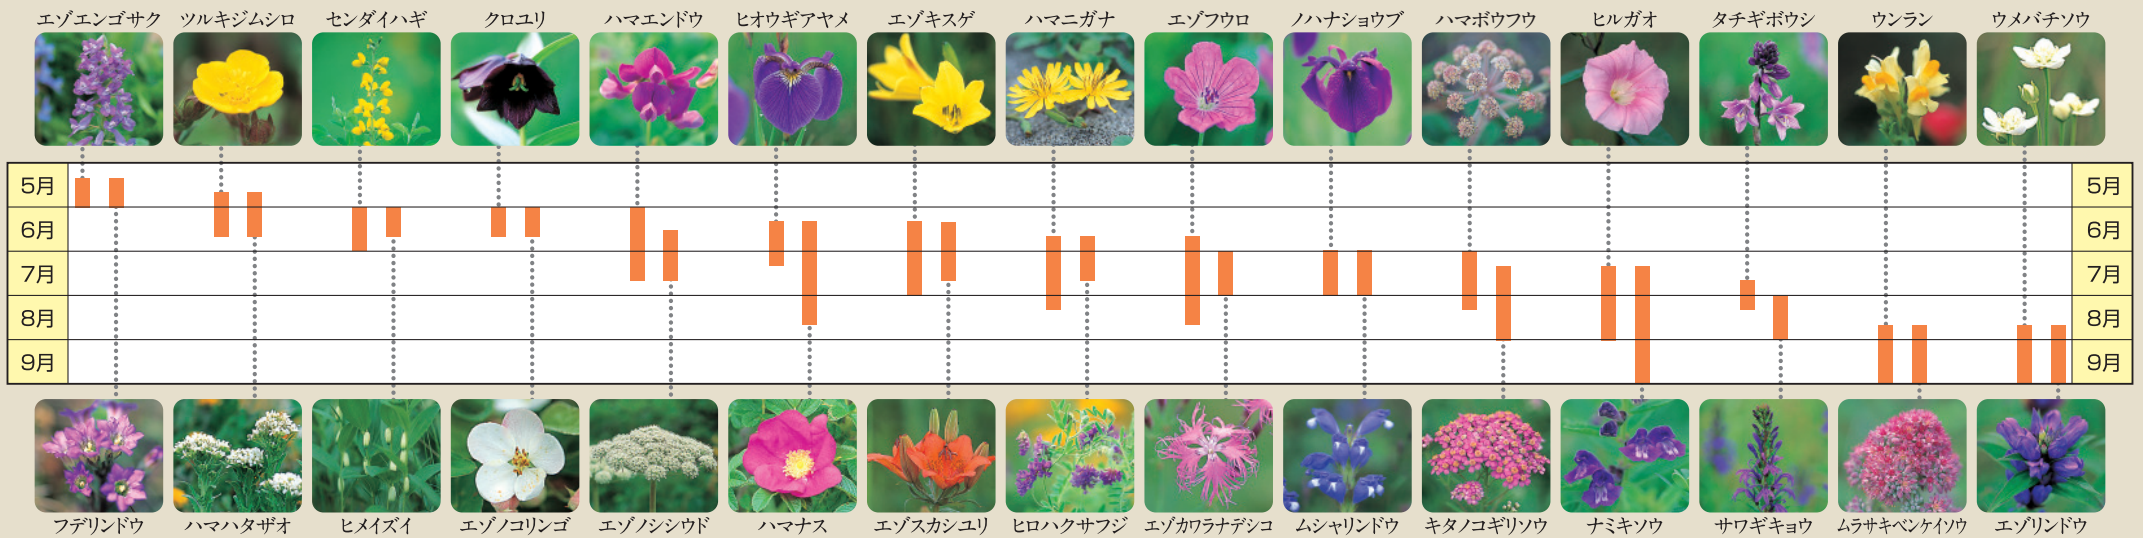 エゾエンゴサク ツルキジムシロ センダイハギ クロユリ ハマエンドウ ヒオウギアヤメ エゾキスゲ ハマニガナ エゾフウロ ノハナショウブ ハマボウフウ ヒルガオ タチギボウシ ウンラン ウメバチソウ
5月 5月
6月 6月
7月 7月
8月 8月
9月 9月
フデリンドウ ハマハタザオ ヒメイズイ エゾノコリンゴ エゾノシシウド ハマナス エゾスカシユリ ヒロハクサフジ エゾカワラナデシコ ムシャリンドウ キタノコギリソウ ナミキソウ サワギキョウ ムラサキベンケイソウ エゾリンドウ